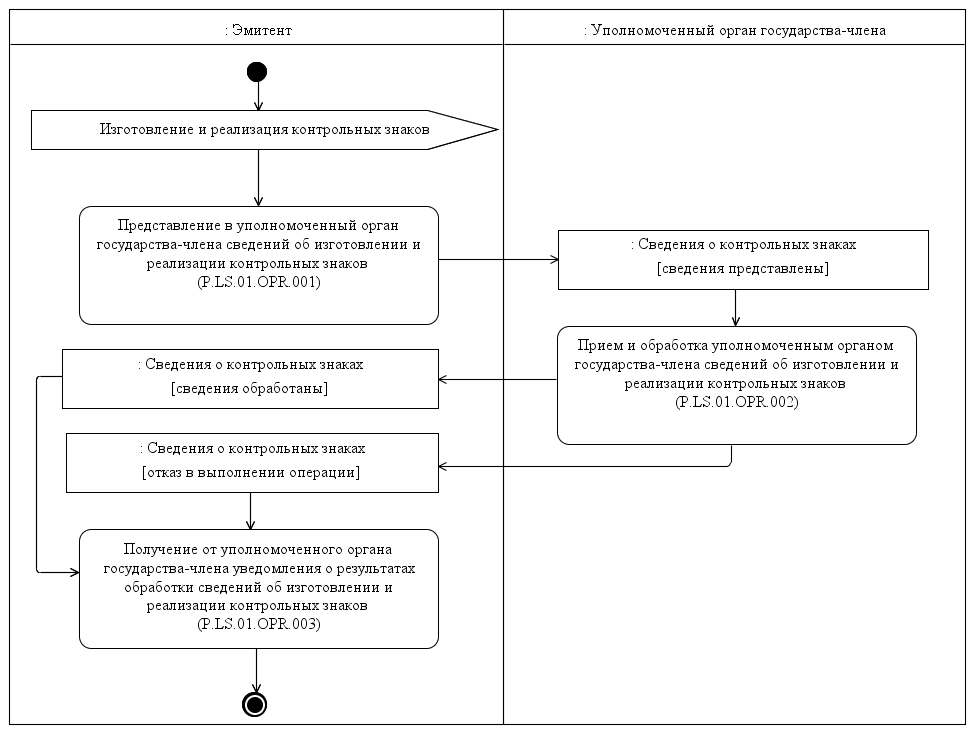 : Эмитент
: Уполномоченный орган государства-члена
Изготовление и реализация контрольных знаков
Представление в уполномоченный орган
государства-члена сведений об изготовлении и
реализации контрольных знаков
(P.LS.01.OPR.001)
: Сведения о контрольных знаках
[сведения представлены]
Прием и обработка уполномоченным органом
государства-члена сведений об изготовлении и
реализации контрольных знаков
(P.LS.01.OPR.002)
: Сведения о контрольных знаках
[сведения обработаны]
: Сведения о контрольных знаках
[отказ в выполнении операции]
Получение от уполномоченного органа
государства-члена уведомления о результатах
обработки сведений об изготовлении и
реализации контрольных знаков
(P.LS.01.OPR.003)